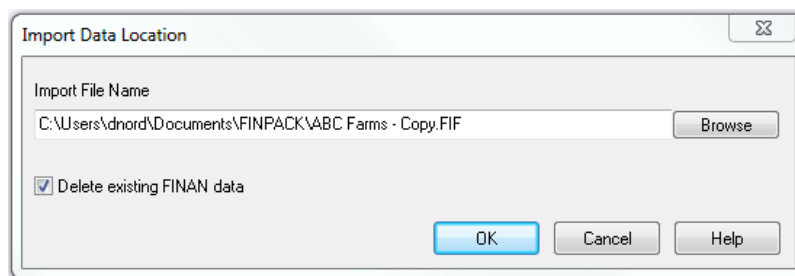 Import Data Location
Import File Name
C:\Users\dnord\Documents\FINPACK\ABC Farms - Copy.FIF
Browse
Delete existing FINAN data
OK Cancel Help